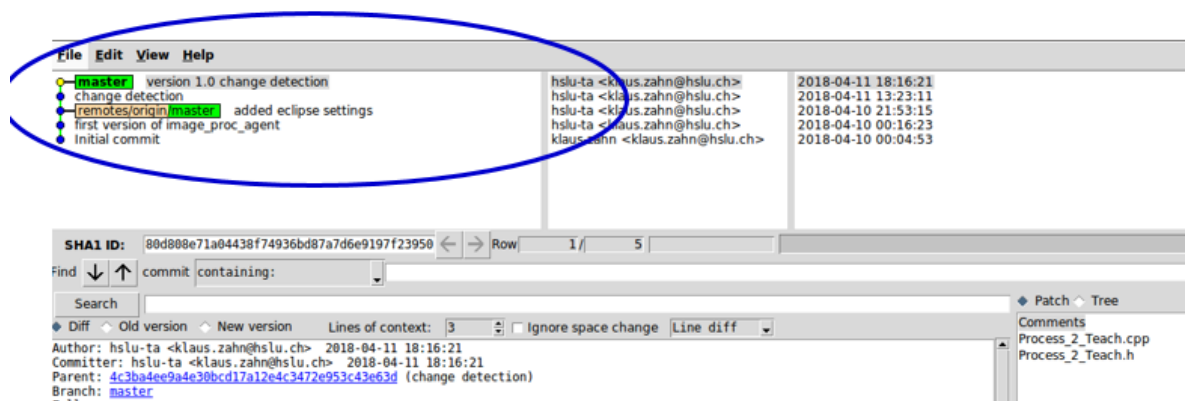 File Edit View Help
master version 1.0 change detection hslu-ta <klaus.zahn@hslu.ch> 2018-04-11 18:16:21
change detection hslu-ta <klaus.zahn@hslu.ch> 2018-04-11 13:23:11
remotes/origin/master added eclipse settings hslu-ta <klaus.zahn@hslu.ch> 2018-04-10 21:53:15
first version of image_proc_agent hslu-ta <klaus.zahn@hslu.ch> 2018-04-10 00:16:23
Initial commit klaus-zahn <klaus.zahn@hslu.ch> 2018-04-10 00:04:53
SHA1 ID: 80d808e71a04438f74936bd87a7d6e9197f23950 Row 1 / 5
Find commit containing:
Search Patch Tree
Diff Old version New version Lines of context: 3 Ignore space change Line diff Comments
Author: hslu-ta <klaus.zahn@hslu.ch> 2018-04-11 18:16:21 Process_2_Teach.cpp
Committer: hslu-ta <klaus.zahn@hslu.ch> 2018-04-11 18:16:21 Process_2_Teach.h
Parent: 4c3ba4ee9a4e30bcd17a12e4c3472e953c43e63d (change detection)
Branch: master